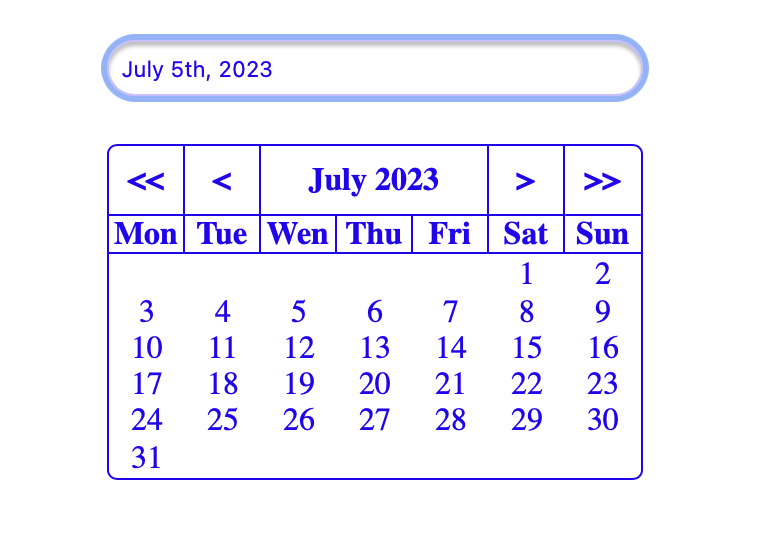 July 5th, 2023
<< < July 2023 > >>
Mon Tue Wen Thu Fri Sat Sun
1 2
3 4 5 6 7 8 9
10 11 12 13 14 15 16
17 18 19 20 21 22 23
24 25 26 27 28 29 30
31